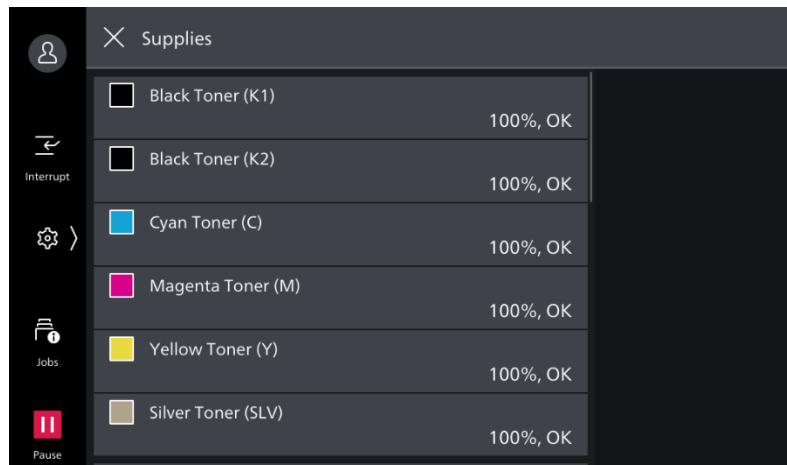 Supplies
Black Toner (K1)
100%, OK
Black Toner (K2)
100%, OK
Interrupt
Cyan Toner (C)
100%, OK
Magenta Toner (M)
100%, OK
Yellow Toner (Y)
100%, OK
Jobs
Silver Toner (SLV)
100%, OK
Pause